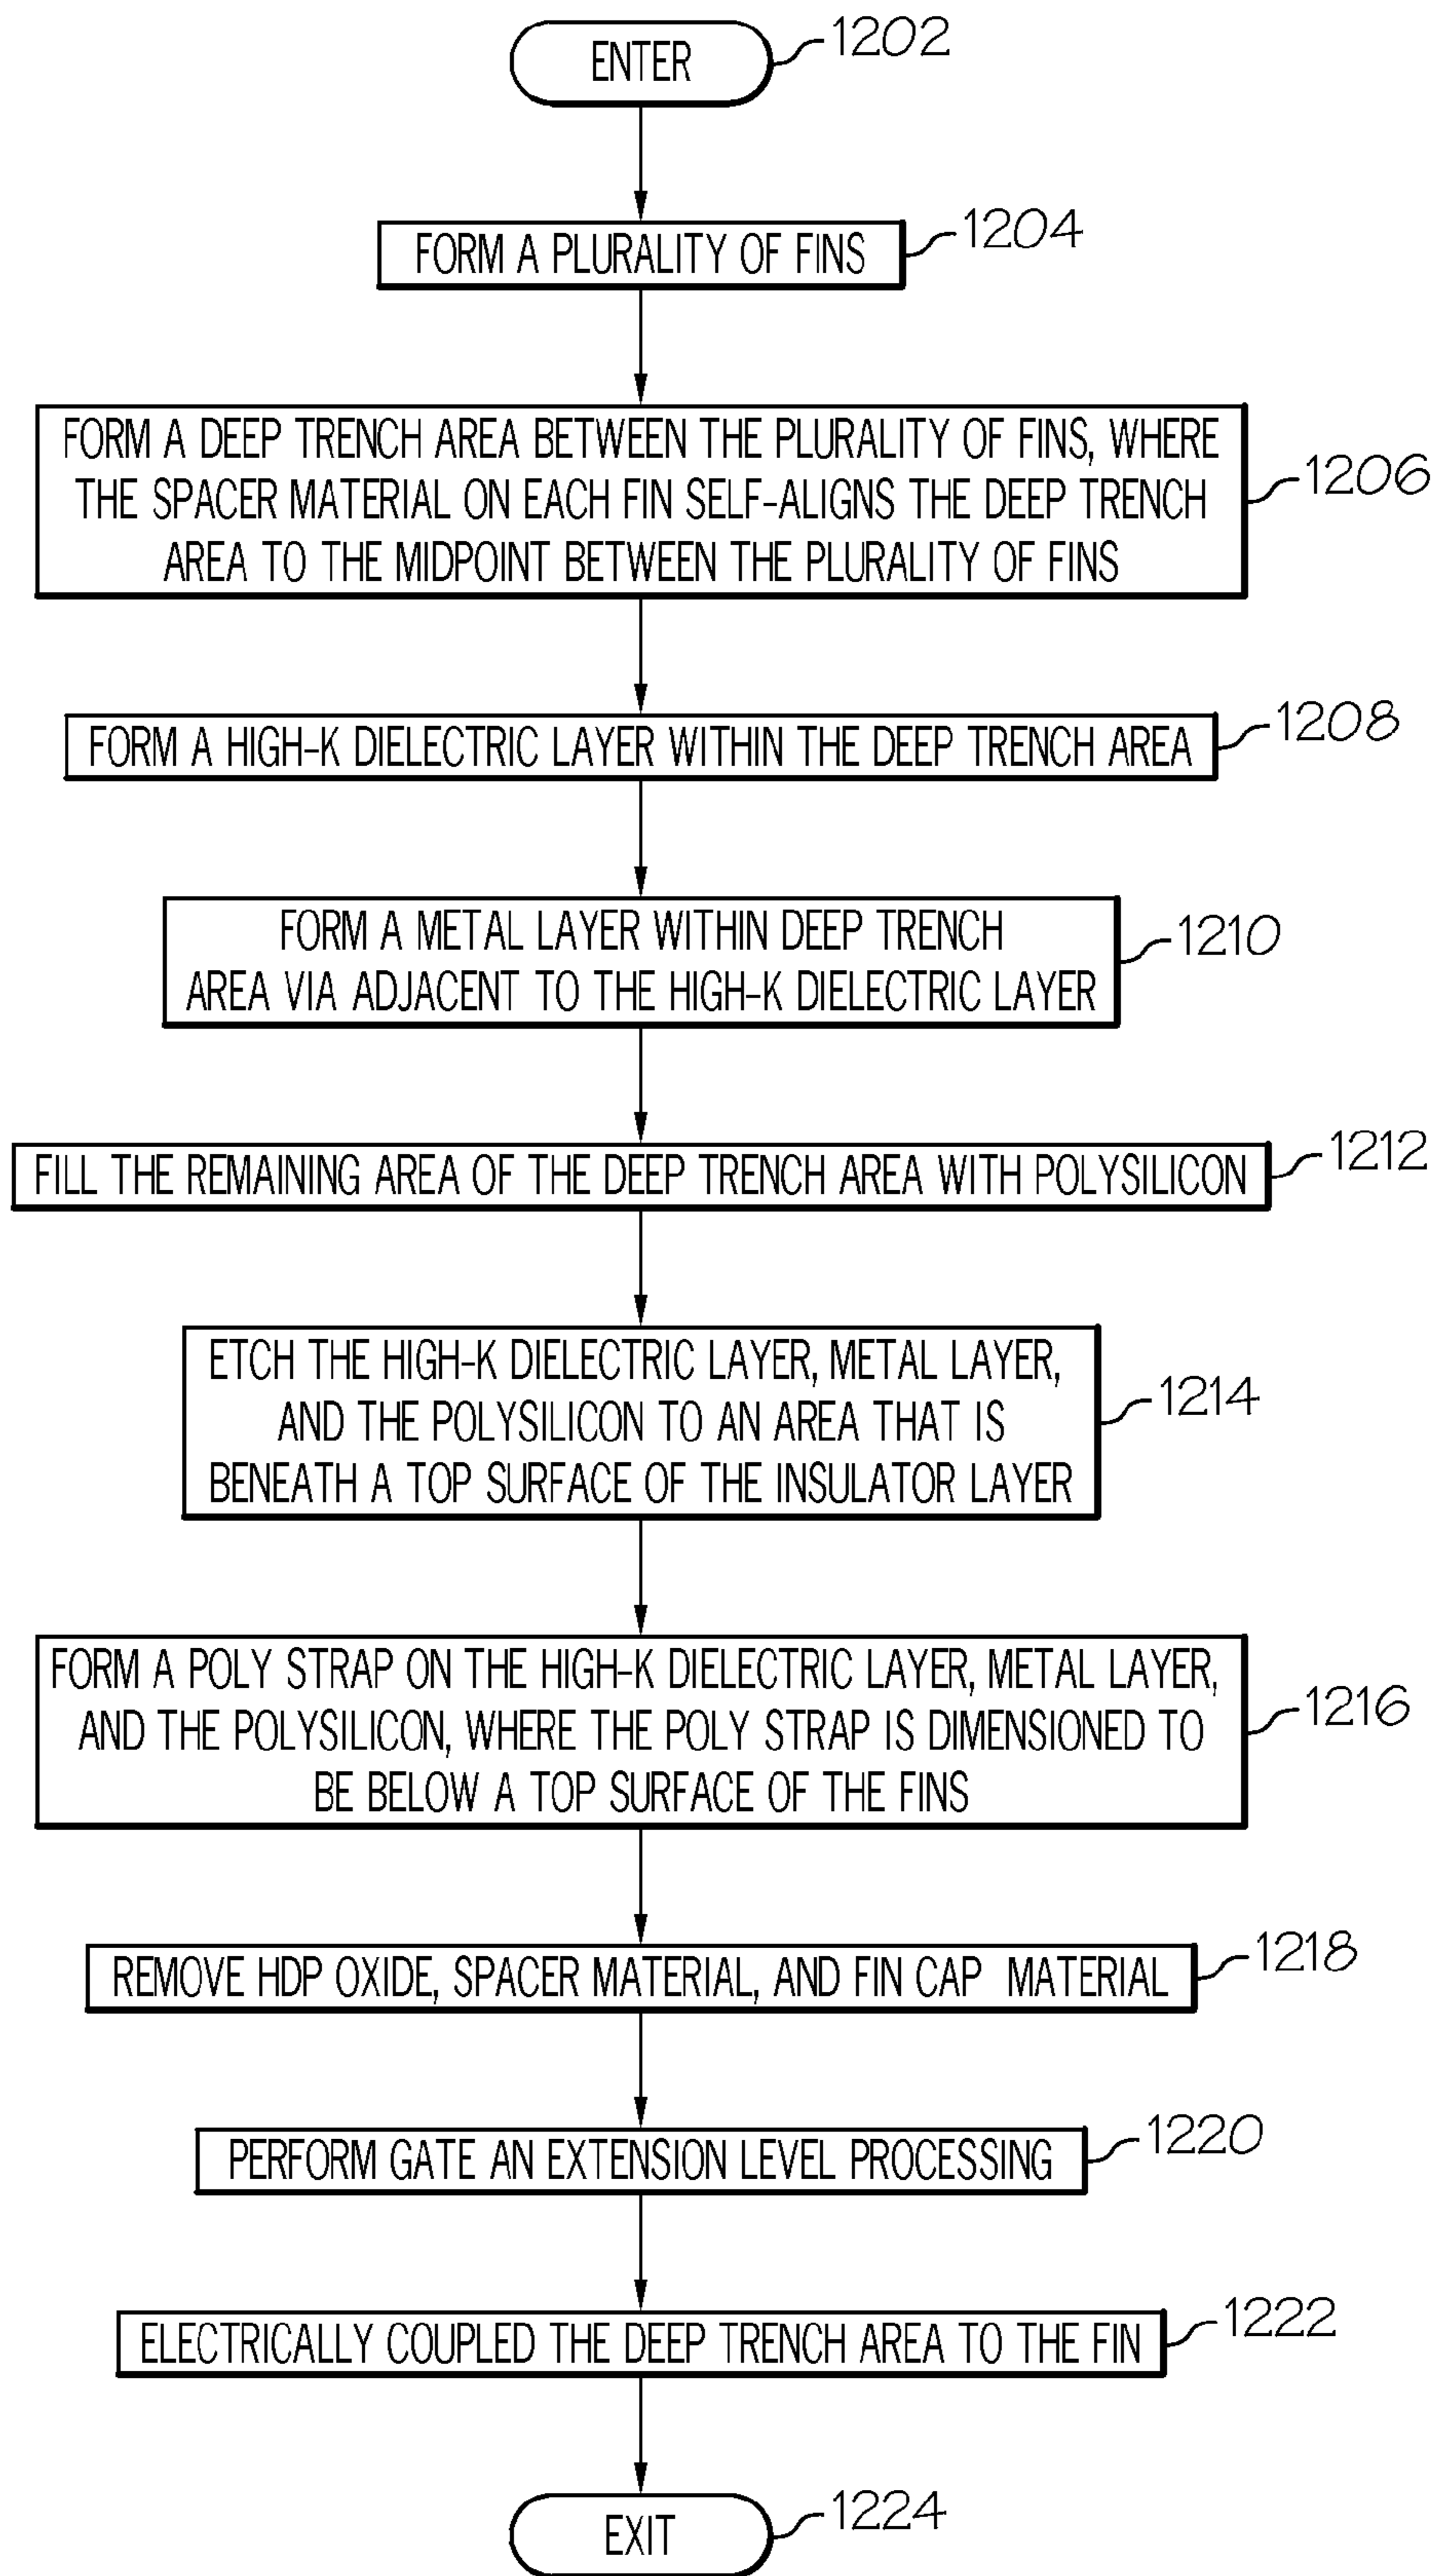 ENTER
1202
FORM A PLURALITY OF FINS
1204
FORM A DEEP TRENCH AREA BETWEEN THE PLURALITY OF FINS, WHERE
THE SPACER MATERIAL ON EACH FIN SELF-ALIGNS THE DEEP TRENCH
AREA TO THE MIDPOINT BETWEEN THE PLURALITY OF FINS
1206
FORM A HIGH-K DIELECTRIC LAYER WITHIN THE DEEP TRENCH AREA
1208
FORM A METAL LAYER WITHIN DEEP TRENCH
AREA VIA ADJACENT TO THE HIGH-K DIELECTRIC LAYER
1210
FILL THE REMAINING AREA OF THE DEEP TRENCH AREA WITH POLYSILICON
1212
ETCH THE HIGH-K DIELECTRIC LAYER, METAL LAYER,
AND THE POLYSILICON TO AN AREA THAT IS
BENEATH A TOP SURFACE OF THE INSULATOR LAYER
1214
FORM A POLY STRAP ON THE HIGH-K DIELECTRIC LAYER, METAL LAYER,
AND THE POLYSILICON, WHERE THE POLY STRAP IS DIMENSIONED TO
BE BELOW A TOP SURFACE OF THE FINS
1216
REMOVE HDP OXIDE, SPACER MATERIAL, AND FIN CAP MATERIAL
1218
PERFORM GATE AN EXTENSION LEVEL PROCESSING
1220
ELECTRICALLY COUPLED THE DEEP TRENCH AREA TO THE FIN
1222
EXIT
1224